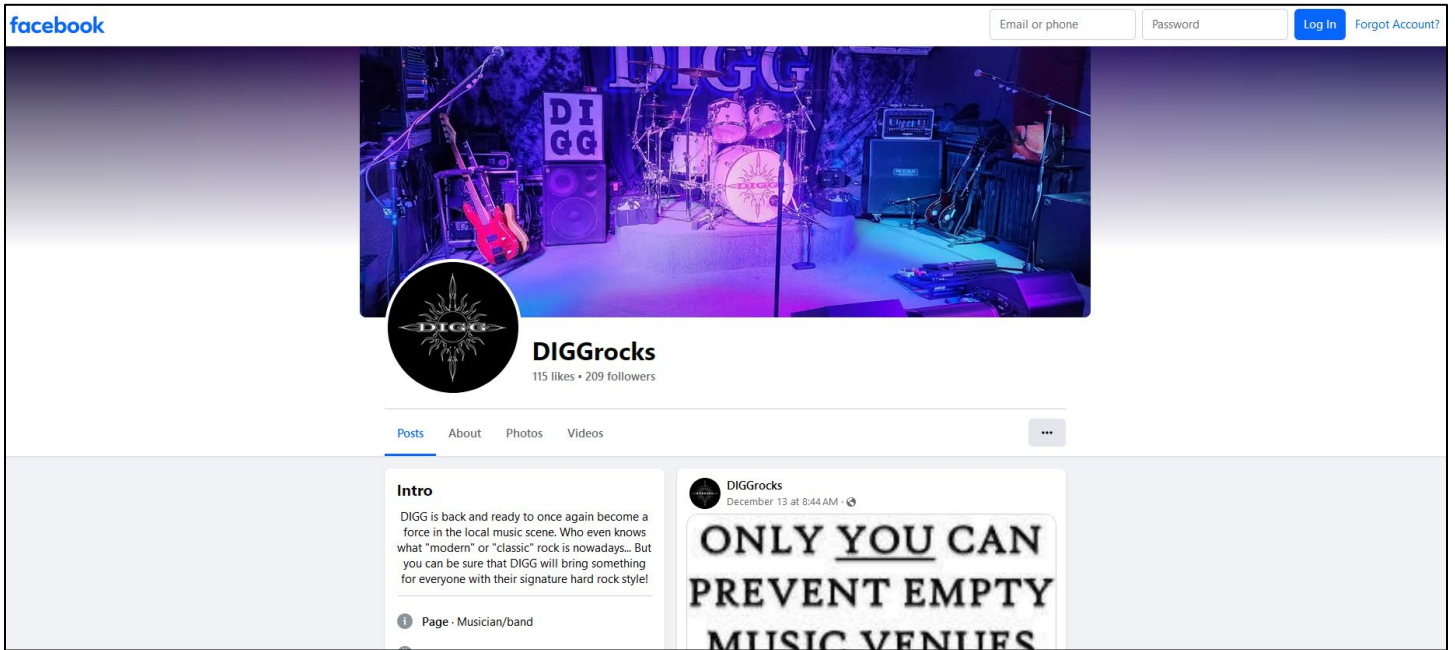 facebook
Email or phone
Password
Log In
Forgot Account?
DIGG
DI
GG
DIGG
DIGG
DIGGrocks
115 likes • 209 followers
Posts
About
Photos
Videos
Intro
DIGG is back and ready to once again become a
force in the local music scene. Who even knows
what "modern" or "classic" rock is nowadays... But
you can be sure that DIGG will bring something
for everyone with their signature hard rock style!
Page · Musician/band
DIGGrocks
December 13 at 8:44 AM ·
ONLY YOU CAN
PREVENT EMPTY
MUSIC VENUES